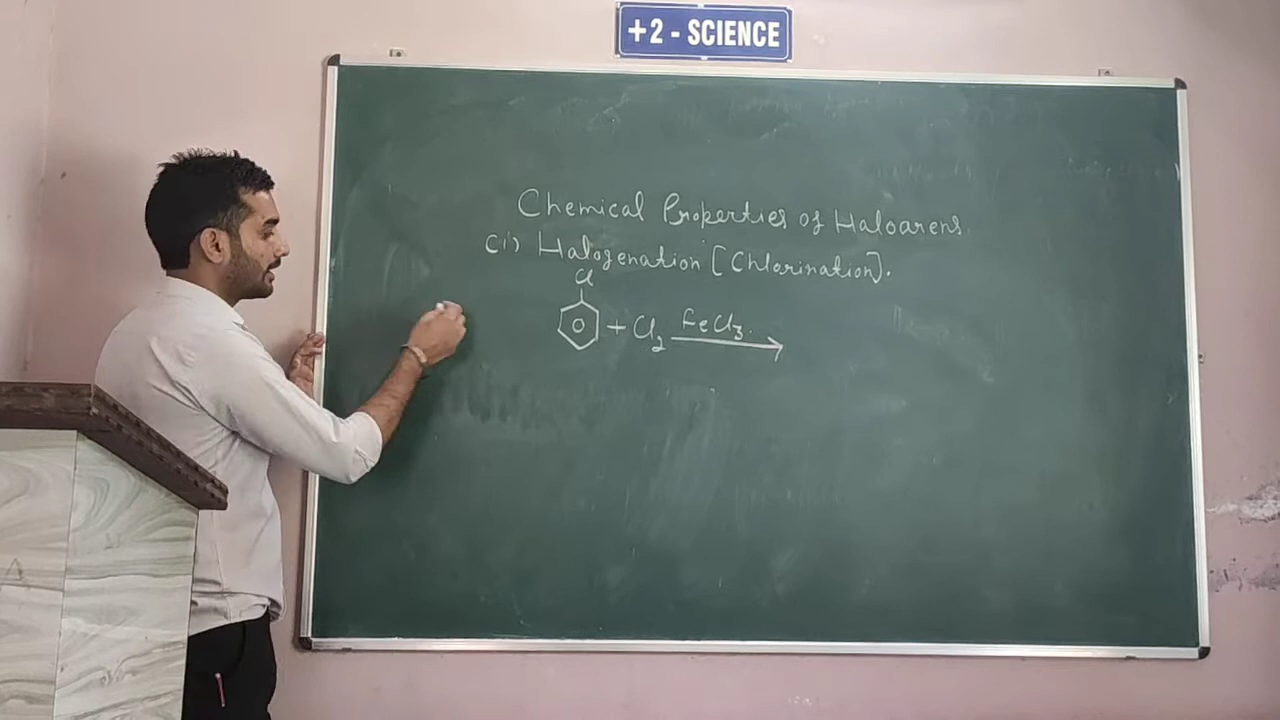 +2 - SCIENCE
Chemical Properties of Haloarens.
(i) Halogenation [Chlorination].
Cl
+ Cl₂ FeCl₃.